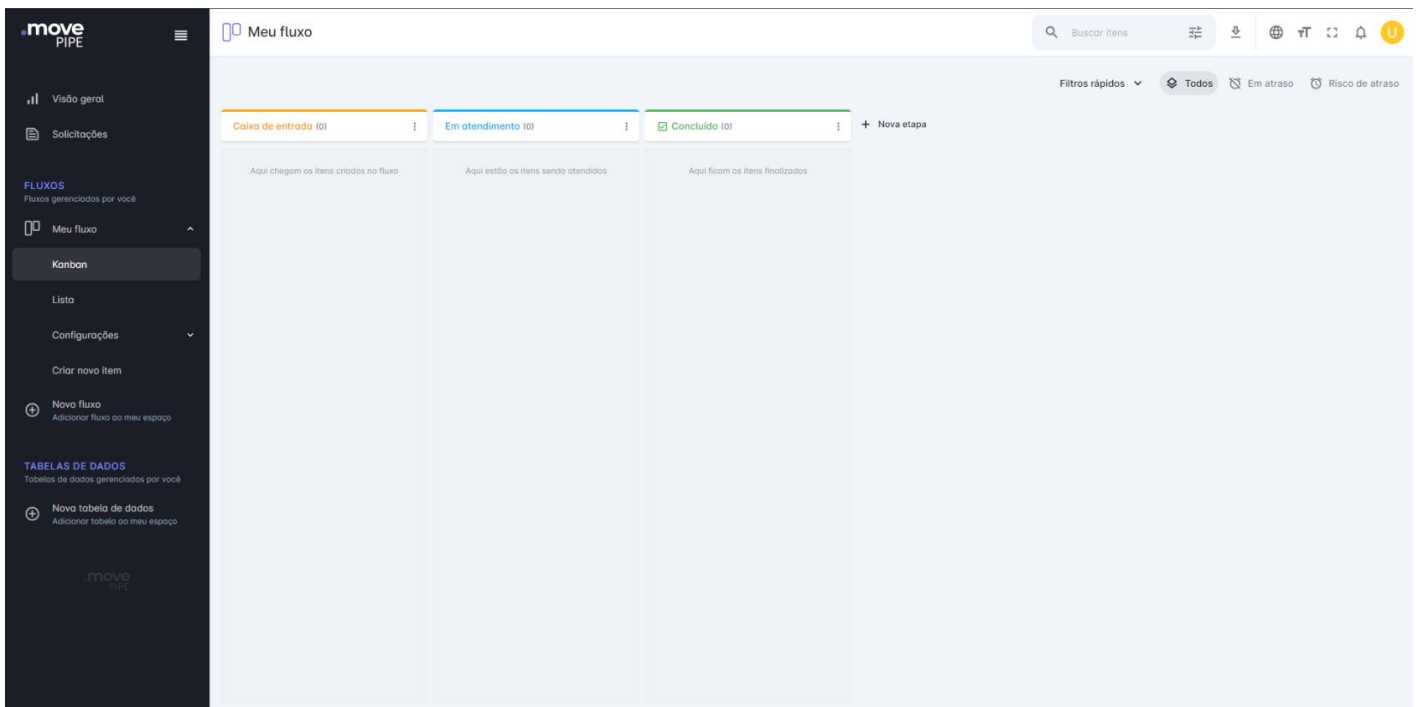 .move
PIPE
Visão geral
Solicitações
FLUXOS
Fluxos gerenciados por você
Meu fluxo
Kanban
Lista
Configurações
Criar novo item
Novo fluxo
Adicionar fluxo ao meu espaço
TABELAS DE DADOS
Tabelas de dados gerenciados por você
Nova tabela de dados
Adicionar tabela ao meu espaço
.move
PIPE
Meu fluxo
Buscar itens
U
Filtros rápidos
Todos
Em atraso
Risco de atraso
Caixa de entrada (0)
Em atendimento (0)
Concluído (0)
+ Nova etapa
Aqui chegam os itens criados no fluxo
Aqui estão os itens sendo atendidos
Aqui ficam os itens finalizados